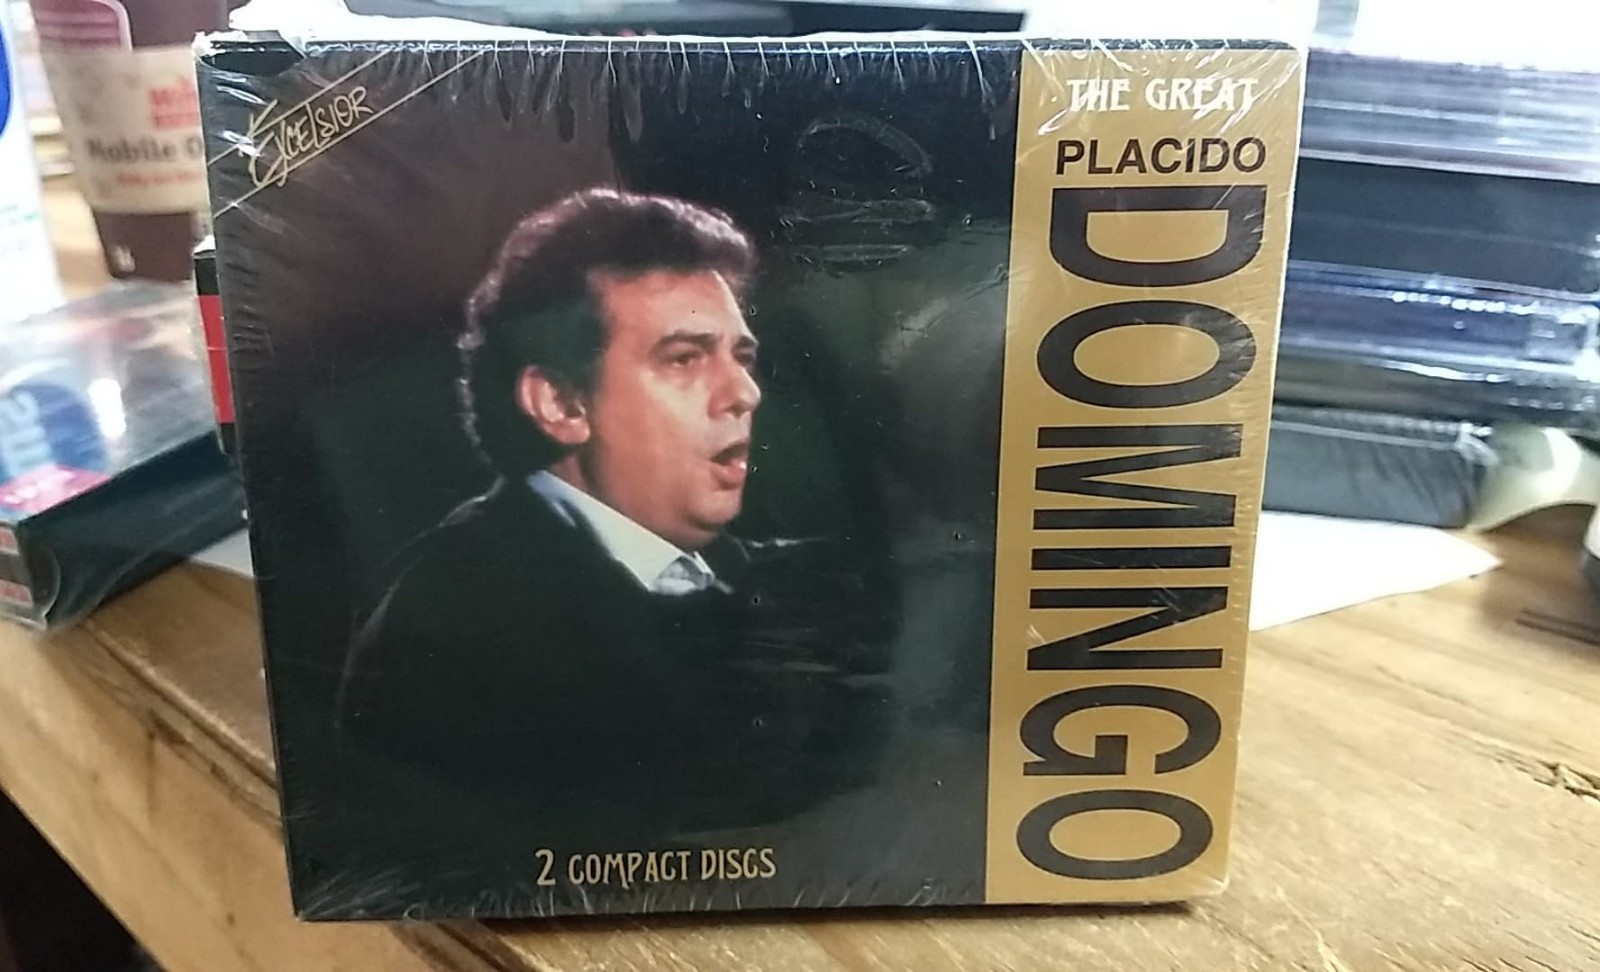 EXCELSIOR
THE GREAT
PLACIDO
DOMINGO
2 COMPACT DISCS